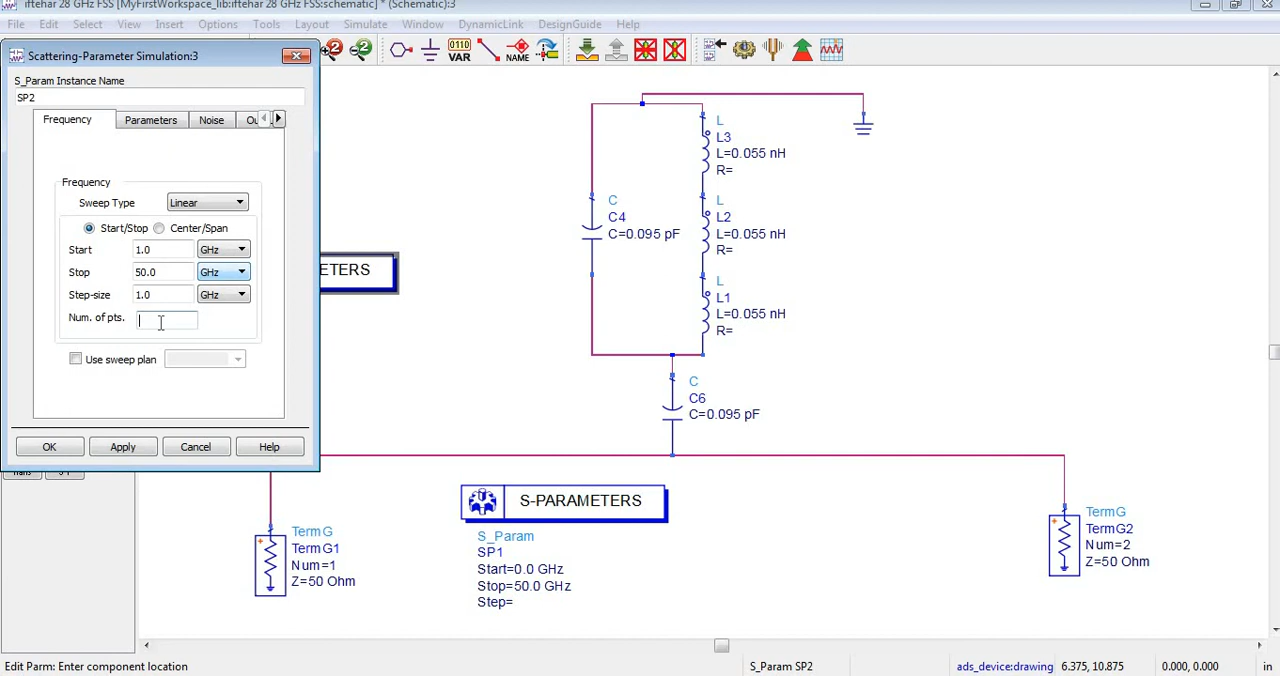 iftehar 28 GHz FSS [MyFirstWorkspace_lib:iftehar 28 GHz FSS:schematic] * (Schematic):3
File Edit Select View Insert Options Tools Layout Simulate Window DynamicLink DesignGuide Help
Scattering-Parameter Simulation:3
2 2 0110 VAR NAME
S_Param Instance Name
SP2
Frequency Parameters Noise Ou
Frequency
Sweep Type Linear
Start/Stop Center/Span
Start 1.0 GHz
Stop 50.0 GHz
Step-size 1.0 GHz
Num. of pts.
Use sweep plan
OK Apply Cancel Help
ETERS
L
L3
L=0.055 nH
R=
C
C4
C=0.095 pF
L
L2
L=0.055 nH
R=
L
L1
L=0.055 nH
R=
C
C6
C=0.095 pF
S-PARAMETERS
S_Param
SP1
Start=0.0 GHz
Stop=50.0 GHz
Step=
TermG
TermG1
Num=1
Z=50 Ohm
TermG
TermG2
Num=2
Z=50 Ohm
Edit Parm: Enter component location S_Param SP2 ads_device:drawing 6.375, 10.875 0.000, 0.000 in